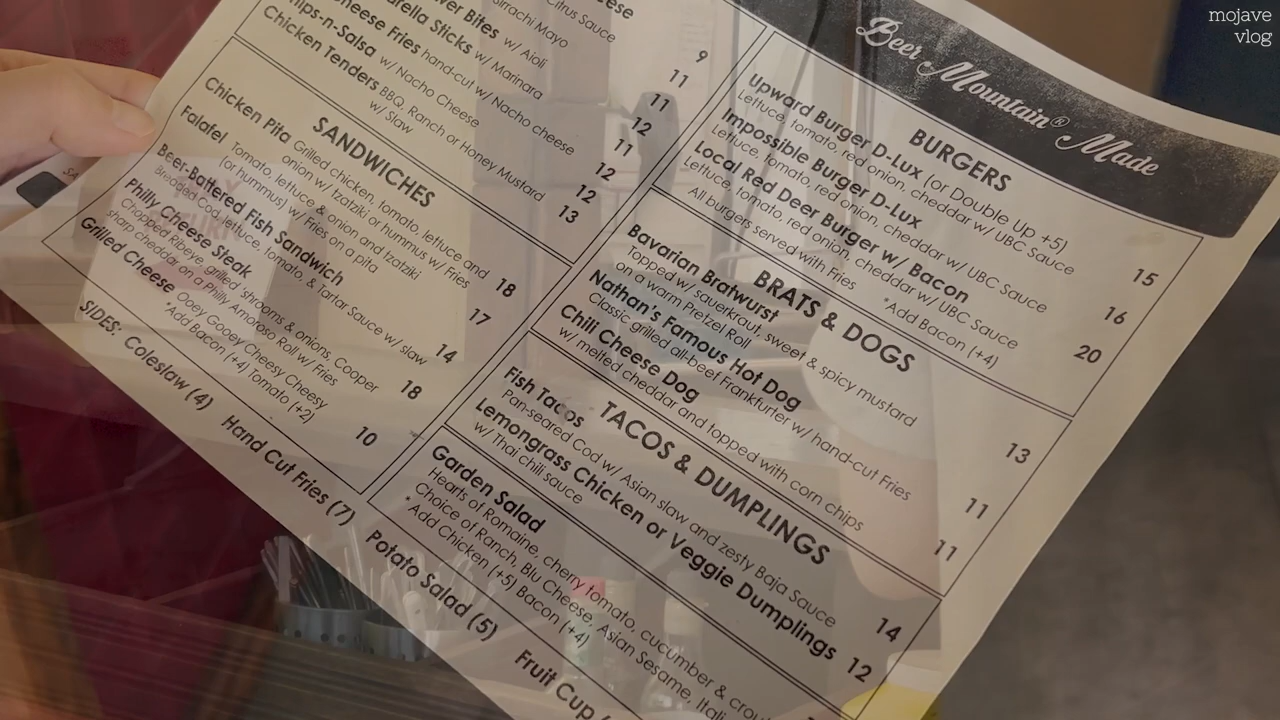 mojave
vlog
Beer Mountain® Made
Citrus Sauce
Bites w/ Aioli
Sirrachi Mayo
9
Sticks w/ Marinara
11
Cheese Fries hand-cut w/ Nacho cheese
11
w/ Nacho Cheese
12
11
Chicken Tenders BBQ, Ranch or Honey Mustard
w/ Slaw
12
12
13
SANDWICHES
Chicken Pita Grilled chicken, tomato, lettuce and
onion w/ Tzatziki or hummus w/ Fries
18
Falafel Tomato, lettuce & onion and Tzatziki
[or hummus] w/ Fries on a pita
17
Beer-Battered Fish Sandwich
Breaded Cod, lettuce, tomato, & Tartar Sauce w/ slaw
14
Philly Cheese Steak
Chopped Ribeye, grilled shrooms & onions, Cooper
sharp cheddar on a Philly Amoroso Roll w/ Fries
18
Grilled Cheese Ooey Gooey Cheesy Cheesy
*Add Bacon (+4) Tomato (+2)
10
SIDES: Coleslaw (4) Hand Cut Fries (7) Potato Salad (5) Fruit Cup
BURGERS
Upward Burger D-Lux (or Double Up +5)
Lettuce, tomato, red onion, cheddar w/ UBC Sauce
15
Impossible Burger D-Lux
Lettuce, tomato, red onion, cheddar w/ UBC Sauce
16
Local Red Deer Burger w/ Bacon
Lettuce, tomato, red onion, cheddar w/ UBC Sauce
20
All burgers served with Fries *Add Bacon (+4)
BRATS & DOGS
Bavarian Bratwurst
Topped w/ sauerkraut, sweet & spicy mustard
on a warm Pretzel Roll
13
Nathan's Famous Hot Dog
Classic grilled all-beef Frankfurter w/ hand-cut Fries
11
Chili Cheese Dog
w/ melted cheddar and topped with corn chips
11
TACOS & DUMPLINGS
Fish Tacos
Pan-seared Cod w/ Asian slaw and zesty Baja Sauce
14
Lemongrass Chicken or Veggie Dumplings
w/ Thai chili sauce
12
Garden Salad
Hearts of Romaine, cherry tomato, cucumber &
Choice of Ranch, Blu Cheese, Asian Sesame,
* Add Chicken (+5) Bacon (+4)